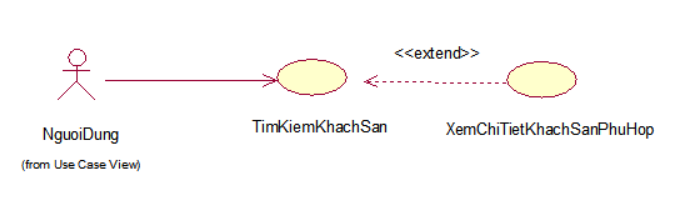 <<extend>>
NguoiDung
TimKiemKhachSan
XemChiTietKhachSanPhuHop
(from Use Case View)